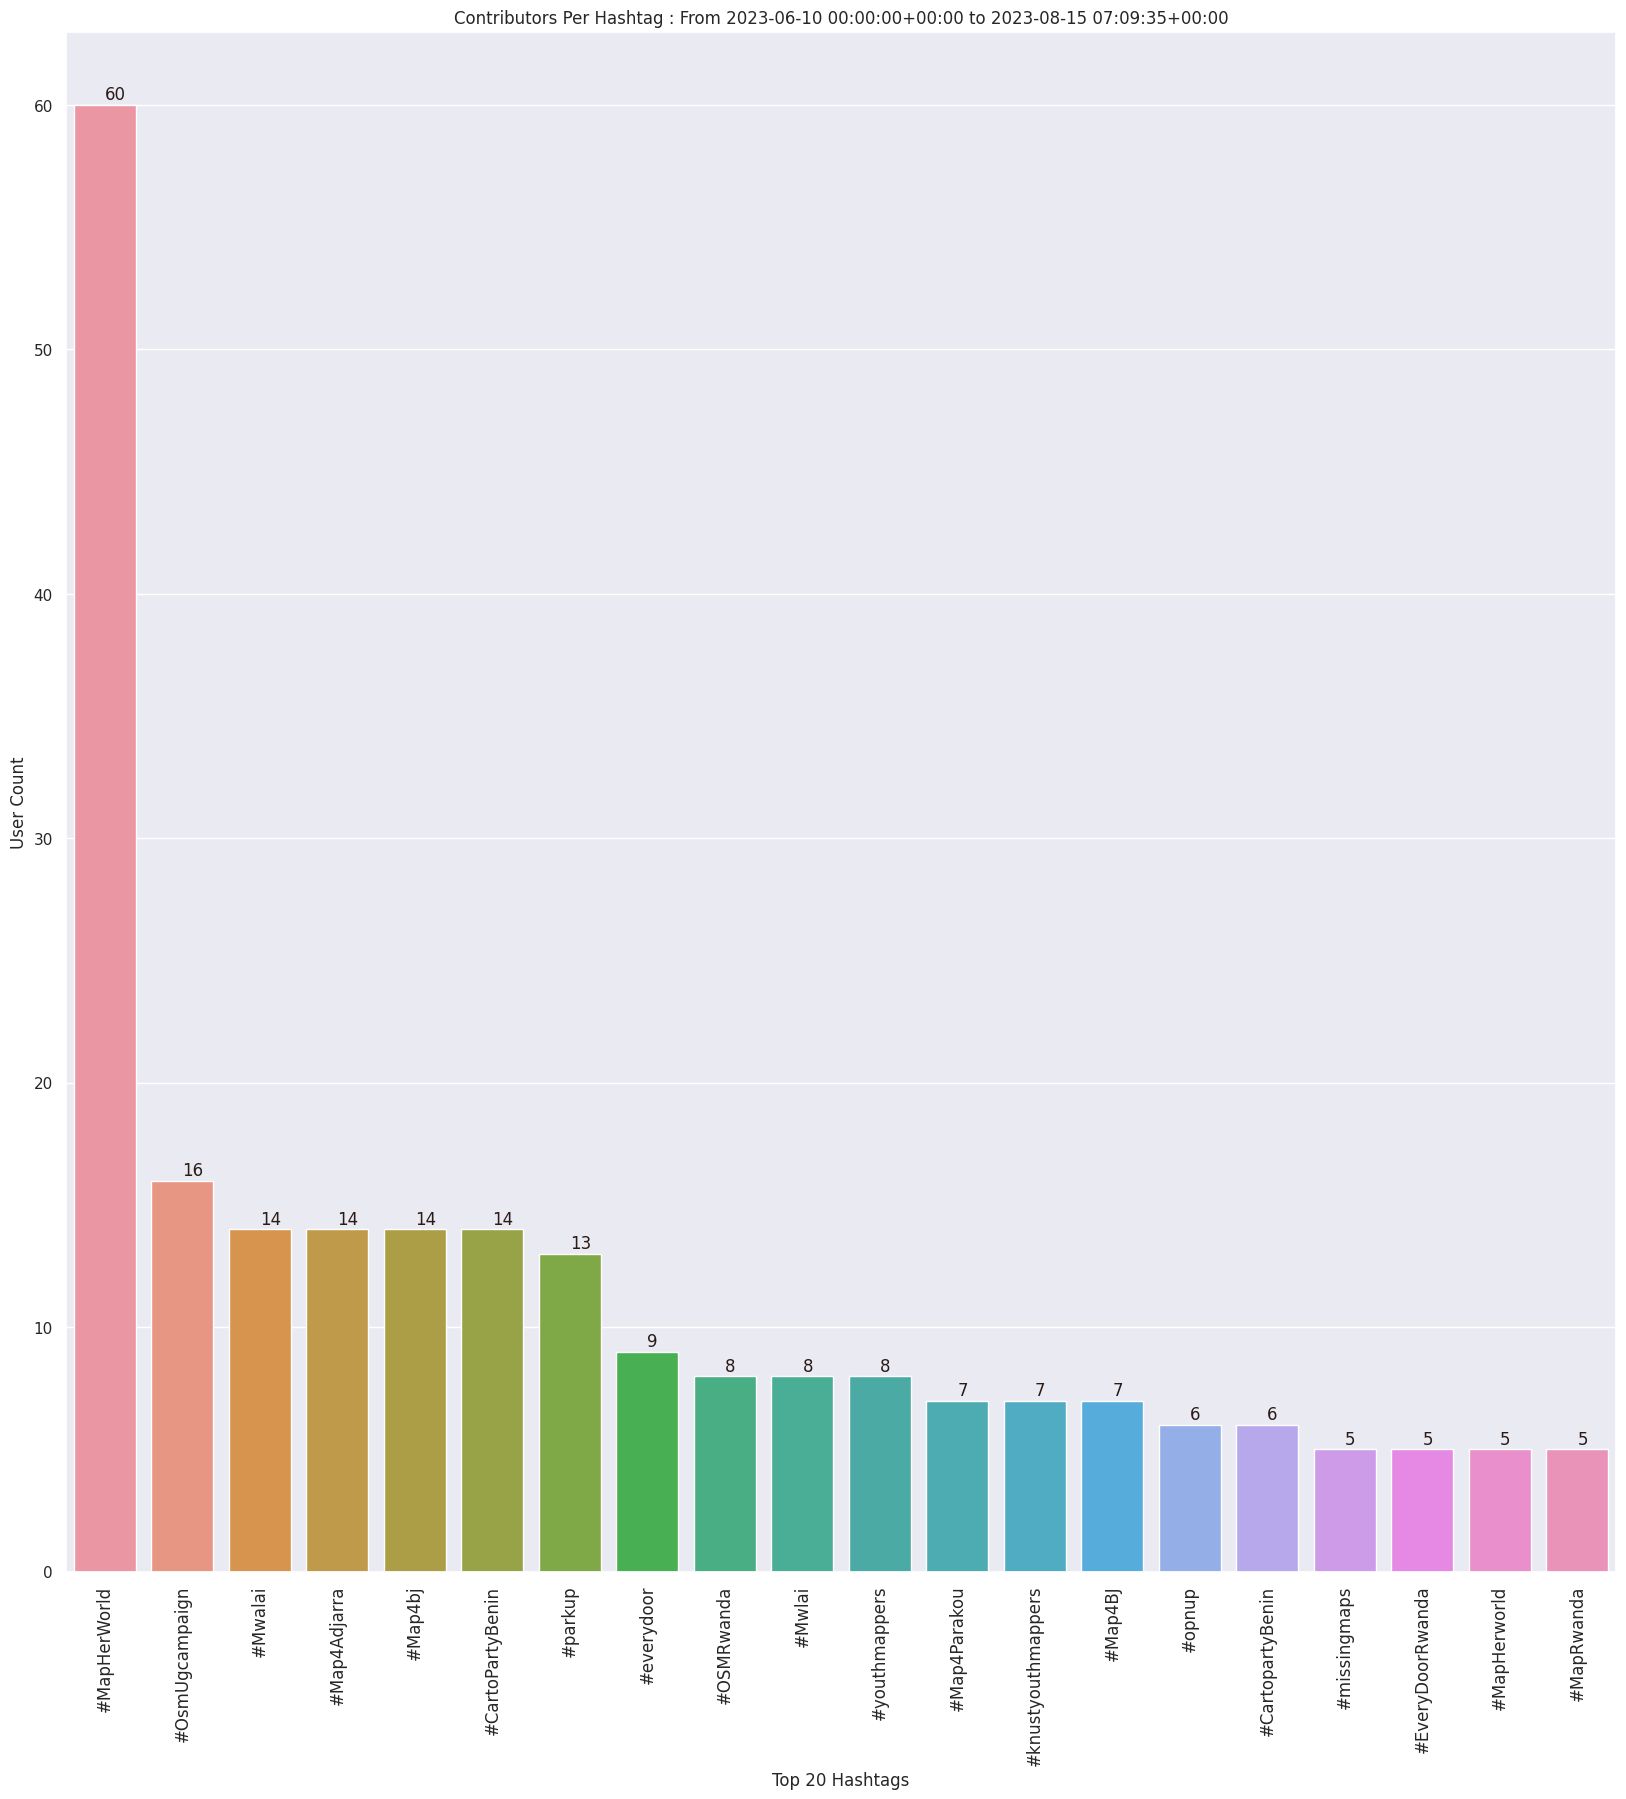 Contributors Per Hashtag : From 2023-06-10 00:00:00+00:00 to 2023-08-15 07:09:35+00:00
User Count
60
50
40
30
20
10
0
60
16
14
14
14
14
13
9
8
8
8
7
7
7
6
6
5
5
5
5
#MapHerWorld
#OsmUgcampaign
#Mwalai
#Map4Adjarra
#Map4bj
#CartoPartyBenin
#parkup
#everydoor
#OSMRwanda
#Mwlai
#youthmappers
#Map4Parakou
#knustyouthmappers
#Map4BJ
#opnup
#CartopartyBenin
#missingmaps
#EveryDoorRwanda
#MapHerworld
#MapRwanda
Top 20 Hashtags